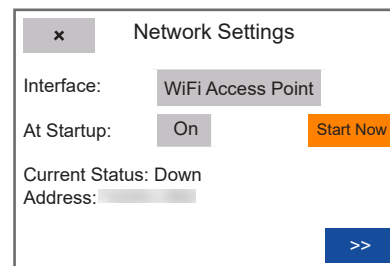 × Network Settings
Interface: WiFi Access Point
At Startup: On Start Now
Current Status: Down
Address:
>>